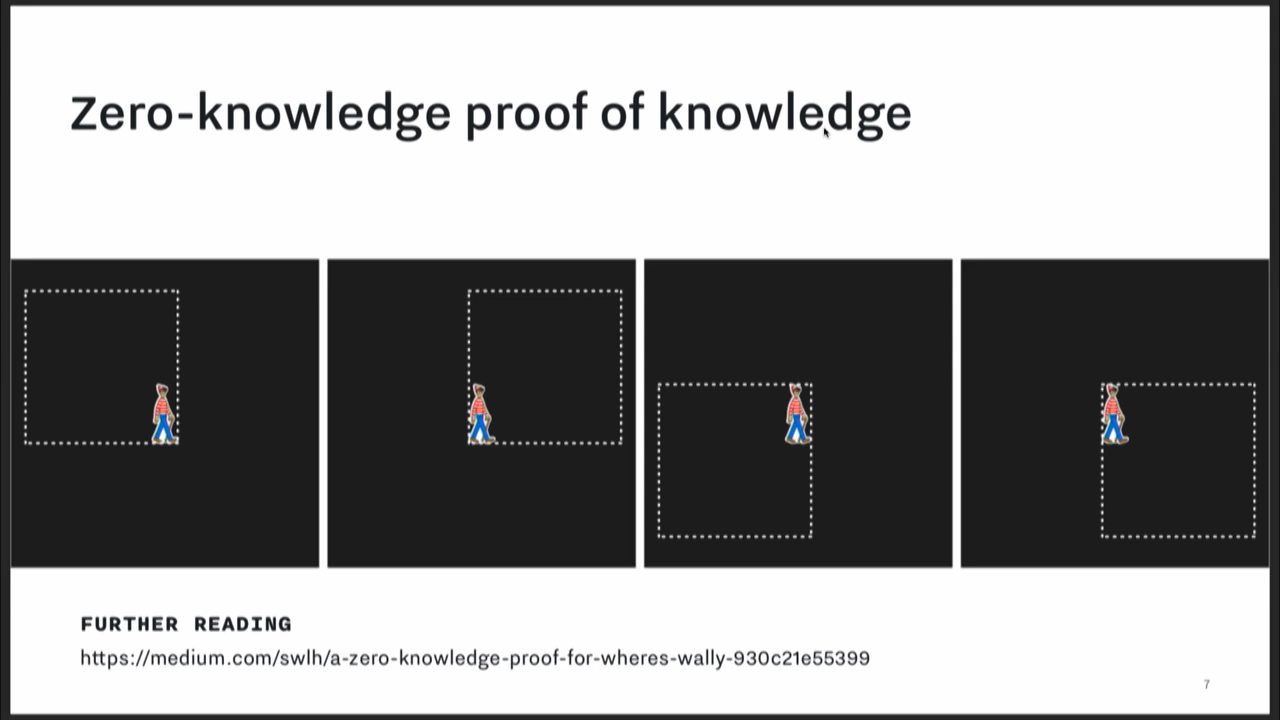 Zero-knowledge proof of knowledge
FURTHER READING
https://medium.com/swlh/a-zero-knowledge-proof-for-wheres-wally-930c21e55399
7